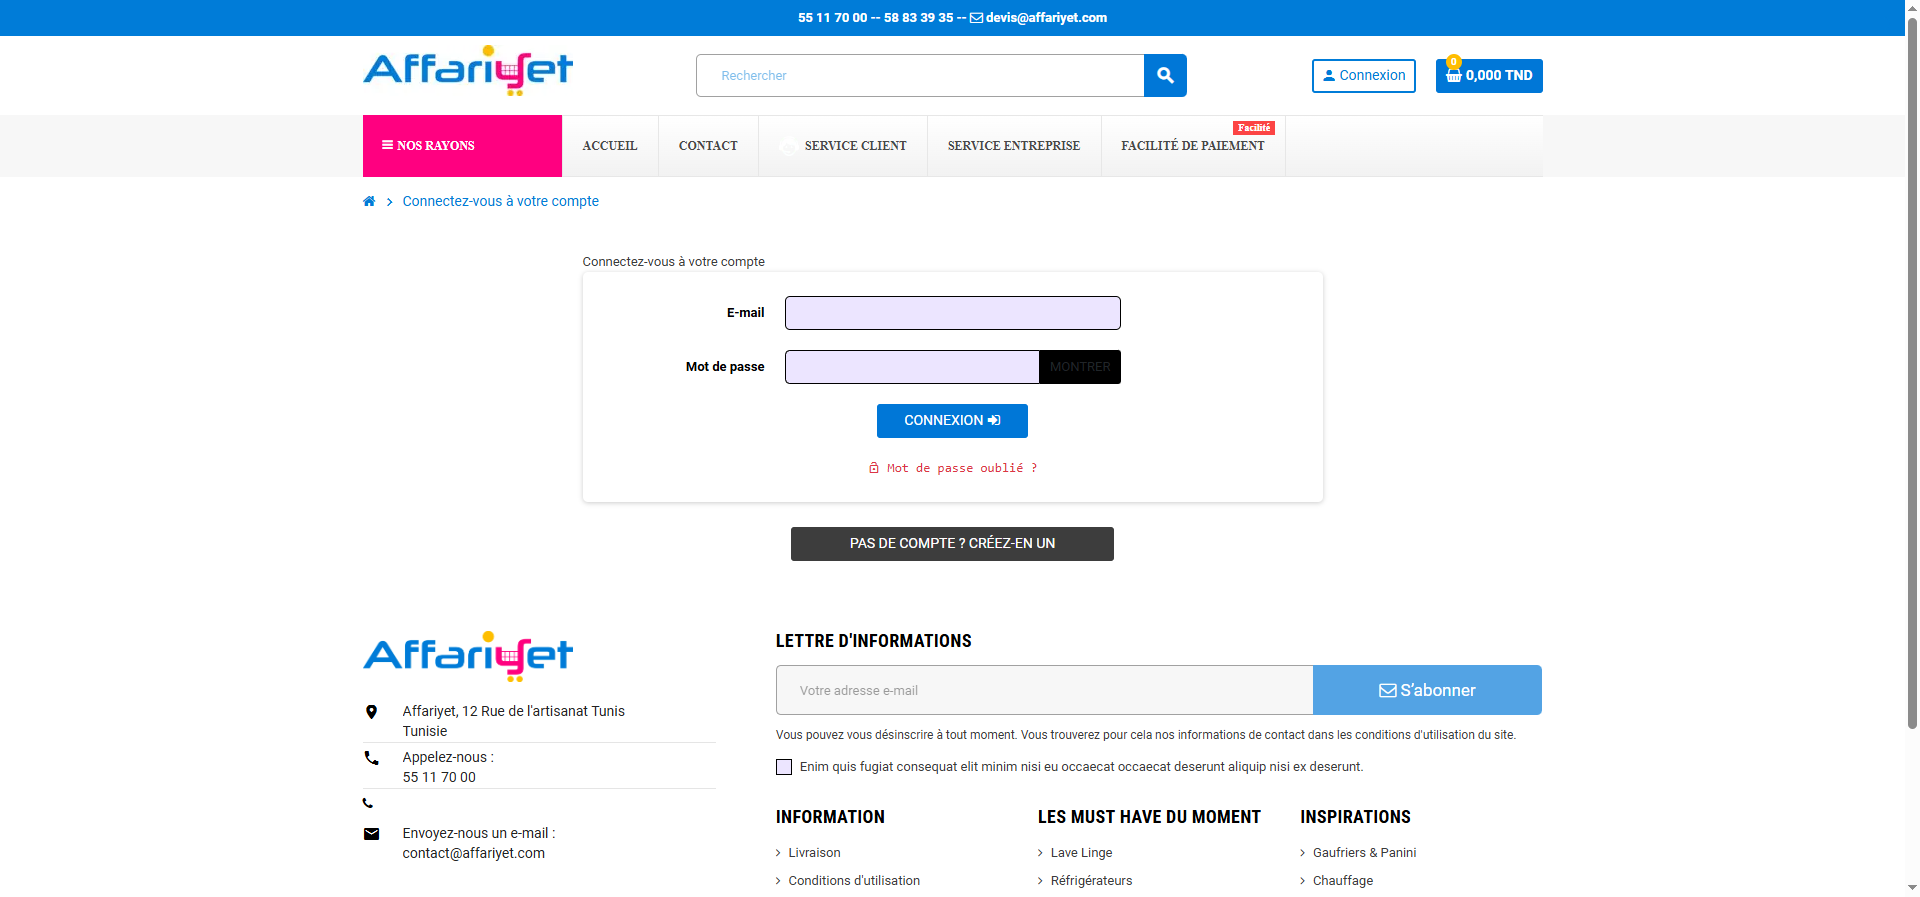 55 11 70 00 -- 58 83 39 35 -- devis@affariyet.com
Affariyet
Rechercher
Connexion
0
0,000 TND
NOS RAYONS
ACCUEIL
CONTACT
SERVICE CLIENT
SERVICE ENTREPRISE
Facilité
FACILITÉ DE PAIEMENT
Connectez-vous à votre compte
Connectez-vous à votre compte
E-mail
Mot de passe
MONTRER
CONNEXION
Mot de passe oublié ?
PAS DE COMPTE ? CRÉEZ-EN UN
Affariyet
Affariyet, 12 Rue de l'artisanat Tunis
Tunisie
Appelez-nous :
55 11 70 00
Envoyez-nous un e-mail :
contact@affariyet.com
LETTRE D'INFORMATIONS
Votre adresse e-mail
S'abonner
Vous pouvez vous désinscrire à tout moment. Vous trouverez pour cela nos informations de contact dans les conditions d'utilisation du site.
Enim quis fugiat consequat elit minim nisi eu occaecat occaecat deserunt aliquip nisi ex deserunt.
INFORMATION
Livraison
Conditions d'utilisation
LES MUST HAVE DU MOMENT
Lave Linge
Réfrigérateurs
INSPIRATIONS
Gaufriers & Panini
Chauffage